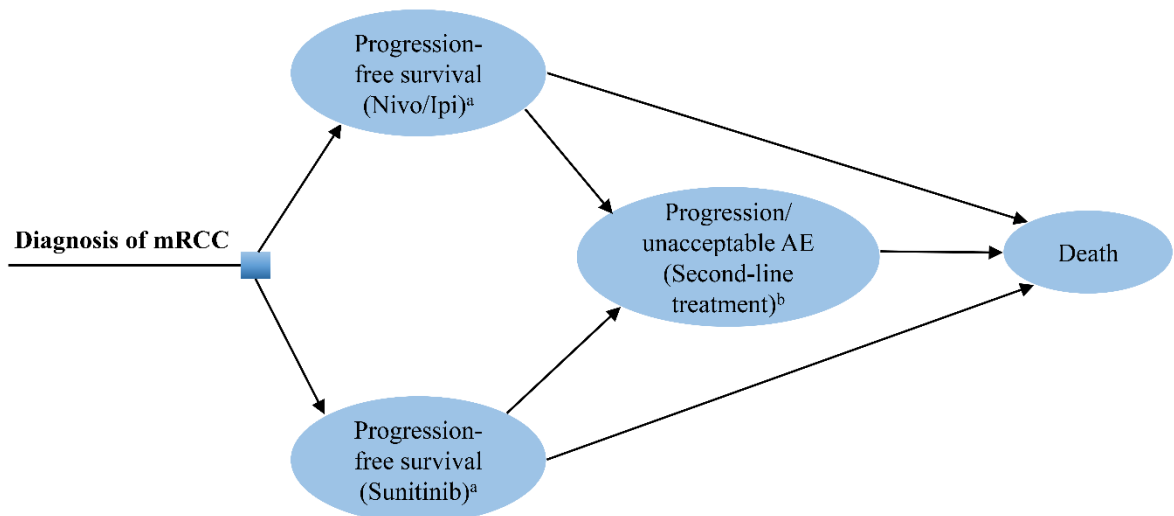 Progression-
free survival
(Nivo/Ipi)ᵃ
Diagnosis of mRCC
Progression/
unacceptable AE
(Second-line
treatment)ᵇ
Death
Progression-
free survival
(Sunitinib)ᵃ